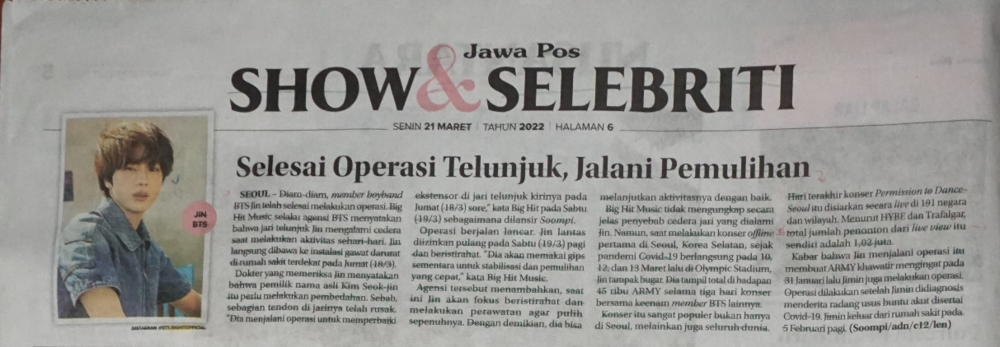 Jawa Pos
SHOW & SELEBRITI
SENIN 21 MARET | TAHUN 2022 | HALAMAN 6
JIN
BTS
INSTAGRAM @BTS.BIGHITOFFICIAL
Selesai Operasi Telunjuk, Jalani Pemulihan
SEOUL – Diam-diam, member boyband
BTS Jin telah selesai melakukan operasi. Big
Hit Music selaku agensi BTS menyatakan
bahwa jari telunjuk Jin mengalami cedera
saat melakukan aktivitas sehari-hari. Jin
langsung dibawa ke instalasi gawat darurat
di rumah sakit terdekat pada Jumat (18/3).
Dokter yang memeriksa Jin menyatakan
bahwa pemilik nama asli Kim Seok-jin
itu perlu melakukan pembedahan. Sebab,
sebagian tendon di jarinya telah rusak.
"Dia menjalani operasi untuk memperbaiki
ekstensor di jari telunjuk kirinya pada
Jumat (18/3) sore," kata Big Hit pada Sabtu
(19/3) sebagaimana dilansir Soompi.
Operasi berjalan lancar. Jin lantas
diizinkan pulang pada Sabtu (19/3) pagi
dan beristirahat. "Dia akan memakai gips
sementara untuk stabilisasi dan pemulihan
yang cepat," kata Big Hit Music.
Agensi tersebut menambahkan, saat
ini Jin akan fokus beristirahat dan
melakukan perawatan agar pulih
sepenuhnya. Dengan demikian, dia bisa
melanjutkan aktivitasnya dengan baik.
Big Hit Music tidak mengungkap secara
jelas penyebab cedera jari yang dialami
Jin. Namun, saat melakukan konser offline
pertama di Seoul, Korea Selatan, sejak
pandemi Covid-19 berlangsung pada 10,
12, dan 13 Maret lalu di Olympic Stadium,
Jin tampak bugar. Dia tampil total di hadapan
45 ribu ARMY selama tiga hari konser
bersama keenam member BTS lainnya.
Konser itu sangat populer bukan hanya
di Seoul, melainkan juga seluruh dunia.
Hari terakhir konser Permission to Dance–
Seoul itu disiarkan secara live di 191 negara
dan wilayah. Menurut HYBE dan Trafalgar,
total jumlah penonton dari live view itu
sendiri adalah 1,02 juta.
Kabar bahwa Jin menjalani operasi itu
membuat ARMY khawatir mengingat pada
31 Januari lalu Jimin juga melakukan operasi.
Operasi dilakukan setelah Jimin didiagnosis
menderita radang usus buntu akut disertai
Covid-19. Jimin keluar dari rumah sakit pada
5 Februari pagi. (Soompi/adn/c12/len)